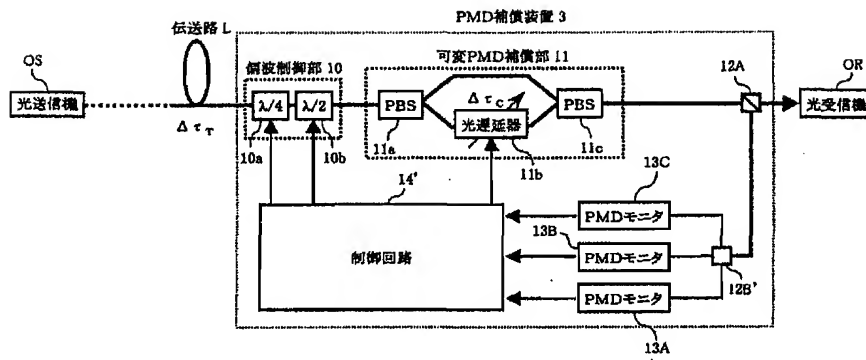 PMD補償装置 3
伝送路 L
OS
光送信機
ΔτT
偏波制御部 10
λ/4
λ/2
10a
10b
可変PMD補償部 11
PBS
11a
ΔτC
光遅延器
11b
PBS
11c
12A
OR
光受信機
14'
制御回路
13C
PMDモニタ
13B
PMDモニタ
12B'
PMDモニタ
13A